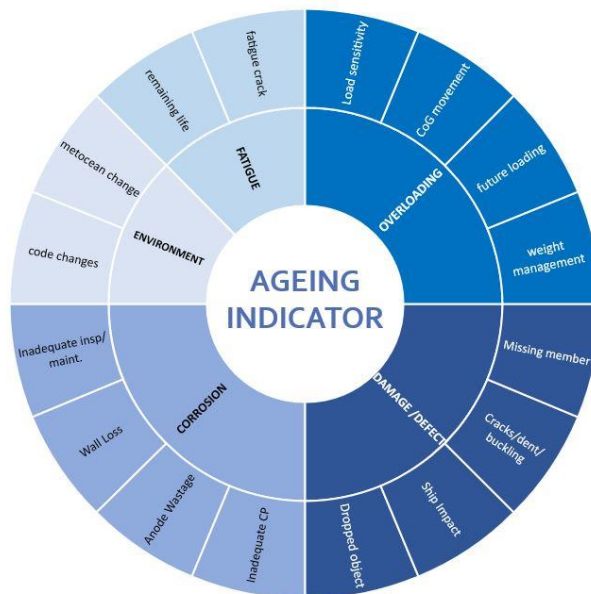 AGEING
INDICATOR
OVERLOADING
Load sensitivity
CoG movement
future loading
weight
management
DAMAGE /DEFECT
Missing member
Cracks/dent/
buckling
Ship Impact
Dropped object
CORROSION
Inadequate CP
Anode Wastage
Wall Loss
Inadequate insp/
maint.
ENVIRONMENT
code changes
metocean change
FATIGUE
remaining life
fatigue crack